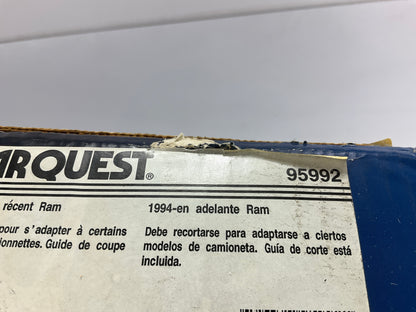 ARQUEST® 95992
récent Ram 1994-en adelante Ram
pour s'adapter à certains Debe recortarse para adaptarse a ciertos
ionnettes. Guide de coupe modelos de camioneta. Guía de corte está
incluida.